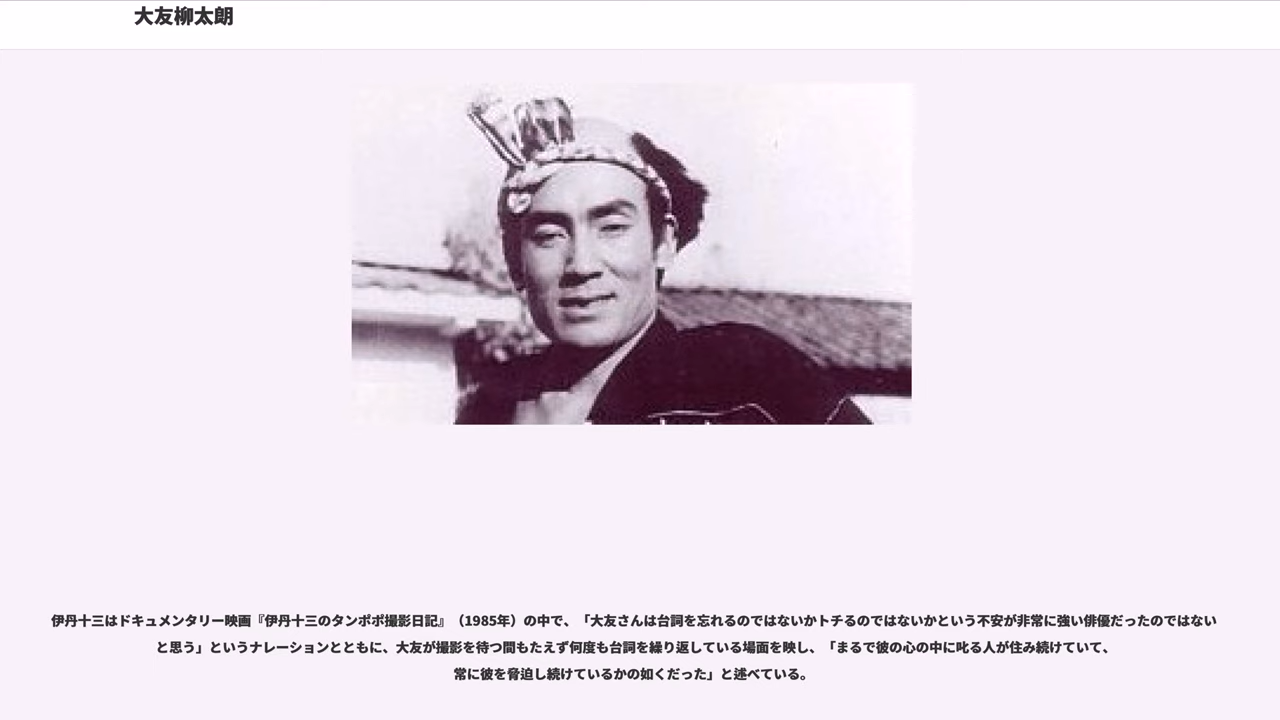 大友柳太朗
伊丹十三はドキュメンタリー映画『伊丹十三のタンポポ撮影日記』（1985年）の中で、「大友さんは台詞を忘れるのではないかトチるのではないかという不安が非常に強い俳優だったのではない
と思う」というナレーションとともに、大友が撮影を待つ間もたえず何度も台詞を繰り返している場面を映し、「まるで彼の心の中に叱る人が住み続けていて、
常に彼を脅迫し続けているかの如くだった」と述べている。